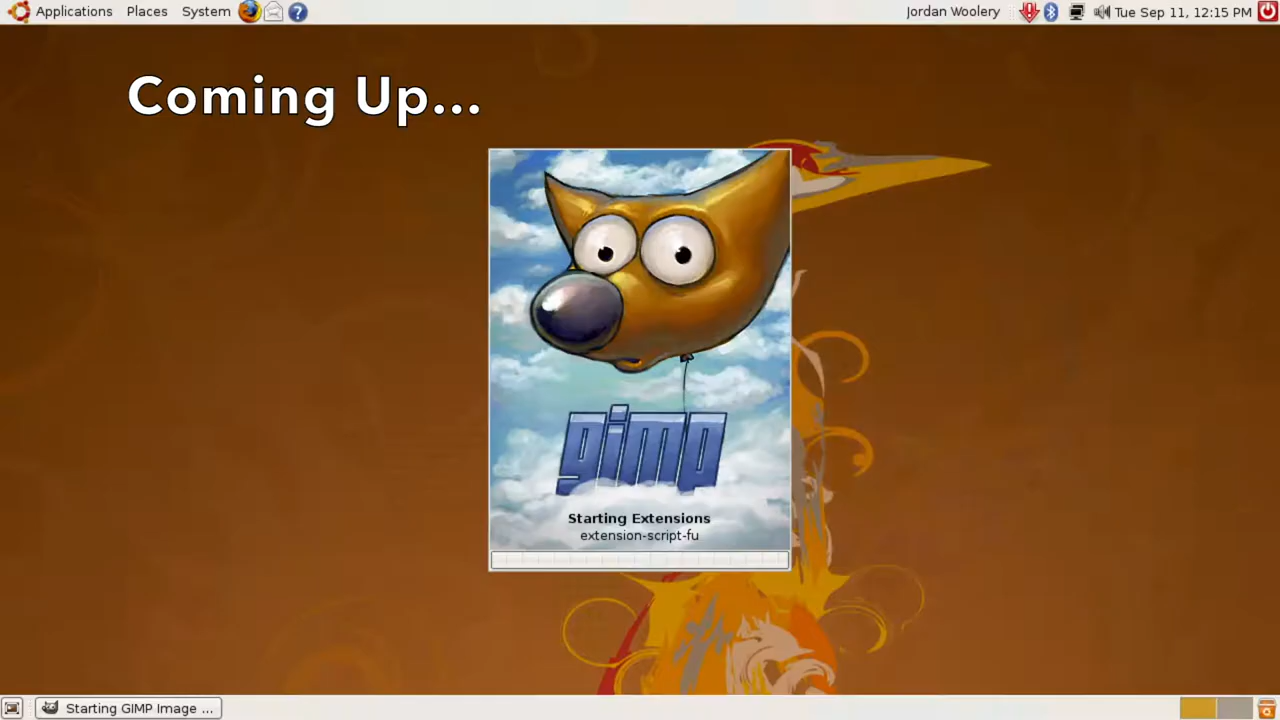 Applications Places System Jordan Woolery Tue Sep 11, 12:15 PM
Coming Up...
gimp
Starting Extensions
extension-script-fu
Starting GIMP Image ...